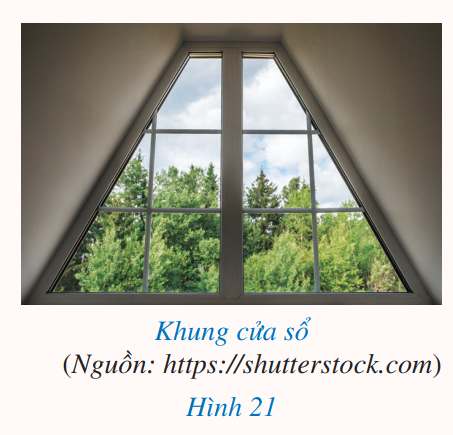 Khung cửa sổ
(Nguồn: https://shutterstock.com)
Hình 21